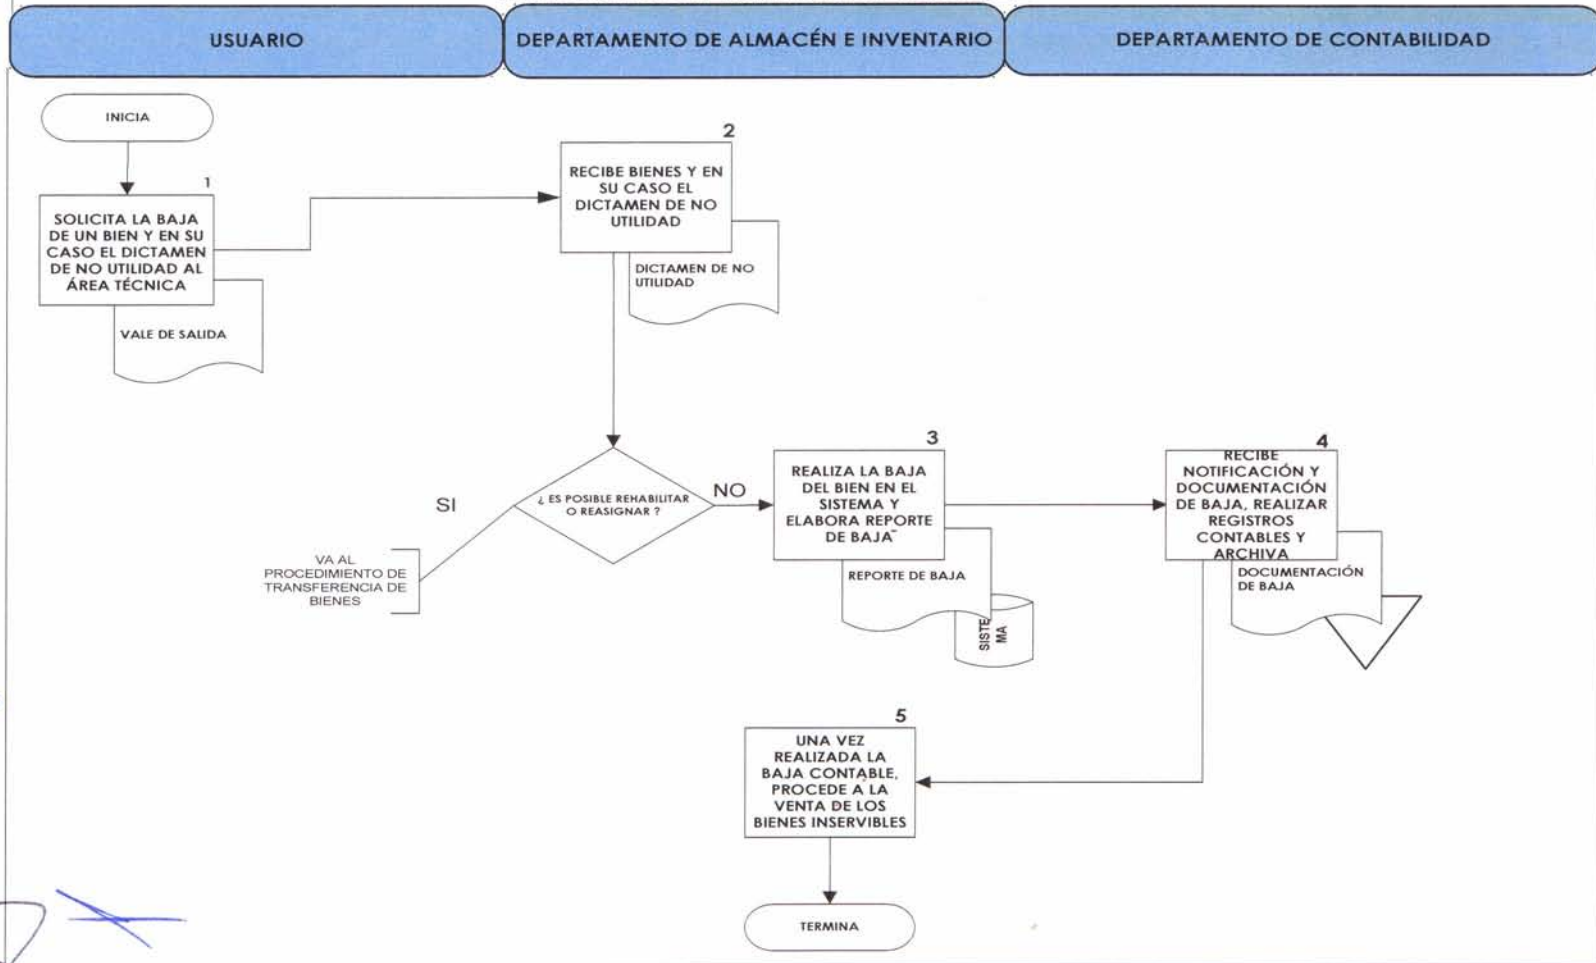 USUARIO
DEPARTAMENTO DE ALMACÉN E INVENTARIO
DEPARTAMENTO DE CONTABILIDAD
INICIA
1
SOLICITA LA BAJA
DE UN BIEN Y EN SU
CASO EL DICTAMEN
DE NO UTILIDAD AL
ÁREA TÉCNICA
VALE DE SALIDA
2
RECIBE BIENES Y EN
SU CASO EL
DICTAMEN DE NO
UTILIDAD
DICTAMEN DE NO
UTILIDAD
¿ ES POSIBLE REHABILITAR
O REASIGNAR ?
SI
VA AL
PROCEDIMIENTO DE
TRANSFERENCIA DE
BIENES
NO
3
REALIZA LA BAJA
DEL BIEN EN EL
SISTEMA Y
ELABORA REPORTE
DE BAJA
REPORTE DE BAJA
SISTE
MA
4
RECIBE
NOTIFICACIÓN Y
DOCUMENTACIÓN
DE BAJA, REALIZAR
REGISTROS
CONTABLES Y
ARCHIVA
DOCUMENTACIÓN
DE BAJA
5
UNA VEZ
REALIZADA LA
BAJA CONTABLE,
PROCEDE A LA
VENTA DE LOS
BIENES INSERVIBLES
TERMINA